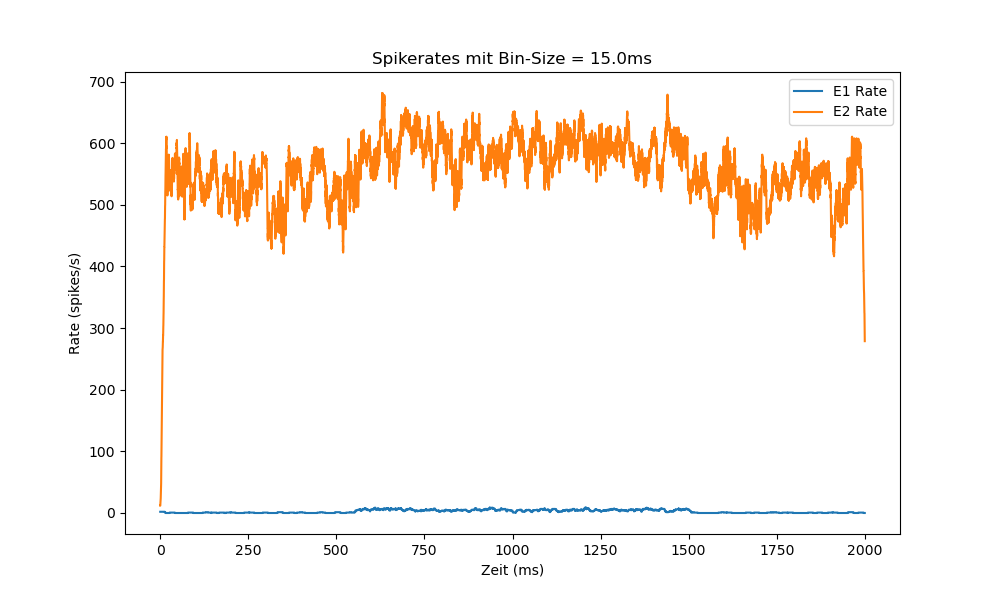 Spikerates mit Bin-Size = 15.0ms
E1 Rate
E2 Rate
Rate (spikes/s)
700
600
500
400
300
200
100
0
0 250 500 750 1000 1250 1500 1750 2000
Zeit (ms)